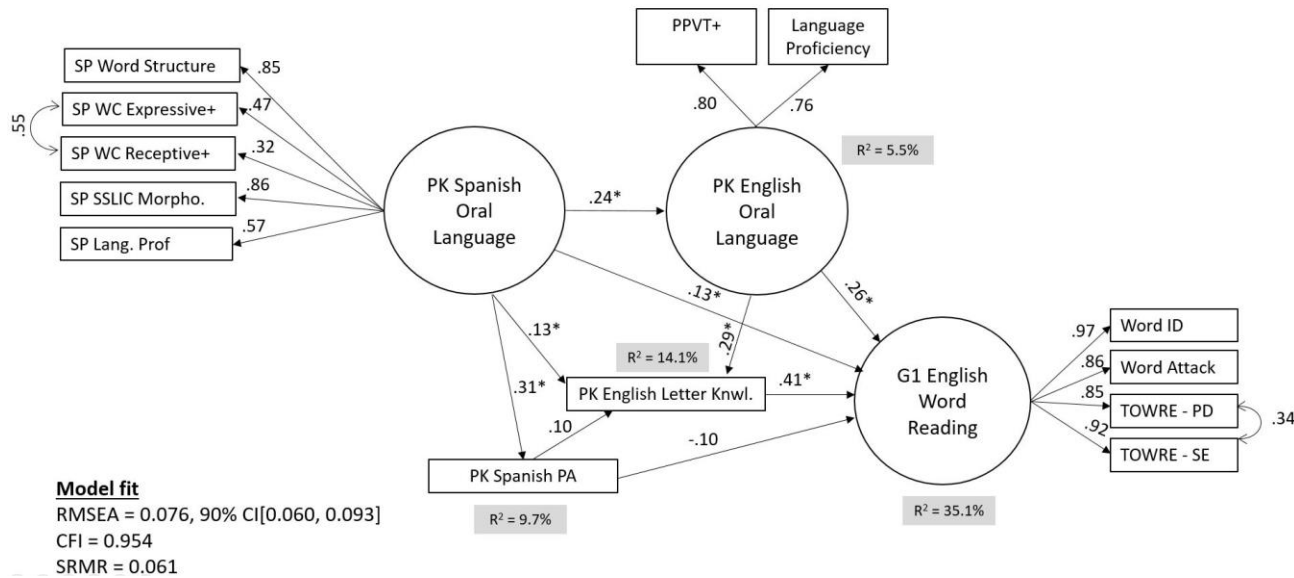 PPVT+
Language
Proficiency
SP Word Structure
SP WC Expressive+
SP WC Receptive+
SP SSLIC Morpho.
SP Lang. Prof
.55
.85
.47
.32
.86
.57
.80
.76
R² = 5.5%
PK Spanish
Oral
Language
.24*
PK English
Oral
Language
.13*
.26*
.13*
.29*
R² = 14.1%
.31*
PK English Letter Knwl.
.41*
.10
-.10
PK Spanish PA
R² = 9.7%
G1 English
Word
Reading
R² = 35.1%
.97
.86
.85
.92
Word ID
Word Attack
TOWRE - PD
TOWRE - SE
.34
Model fit
RMSEA = 0.076, 90% CI[0.060, 0.093]
CFI = 0.954
SRMR = 0.061